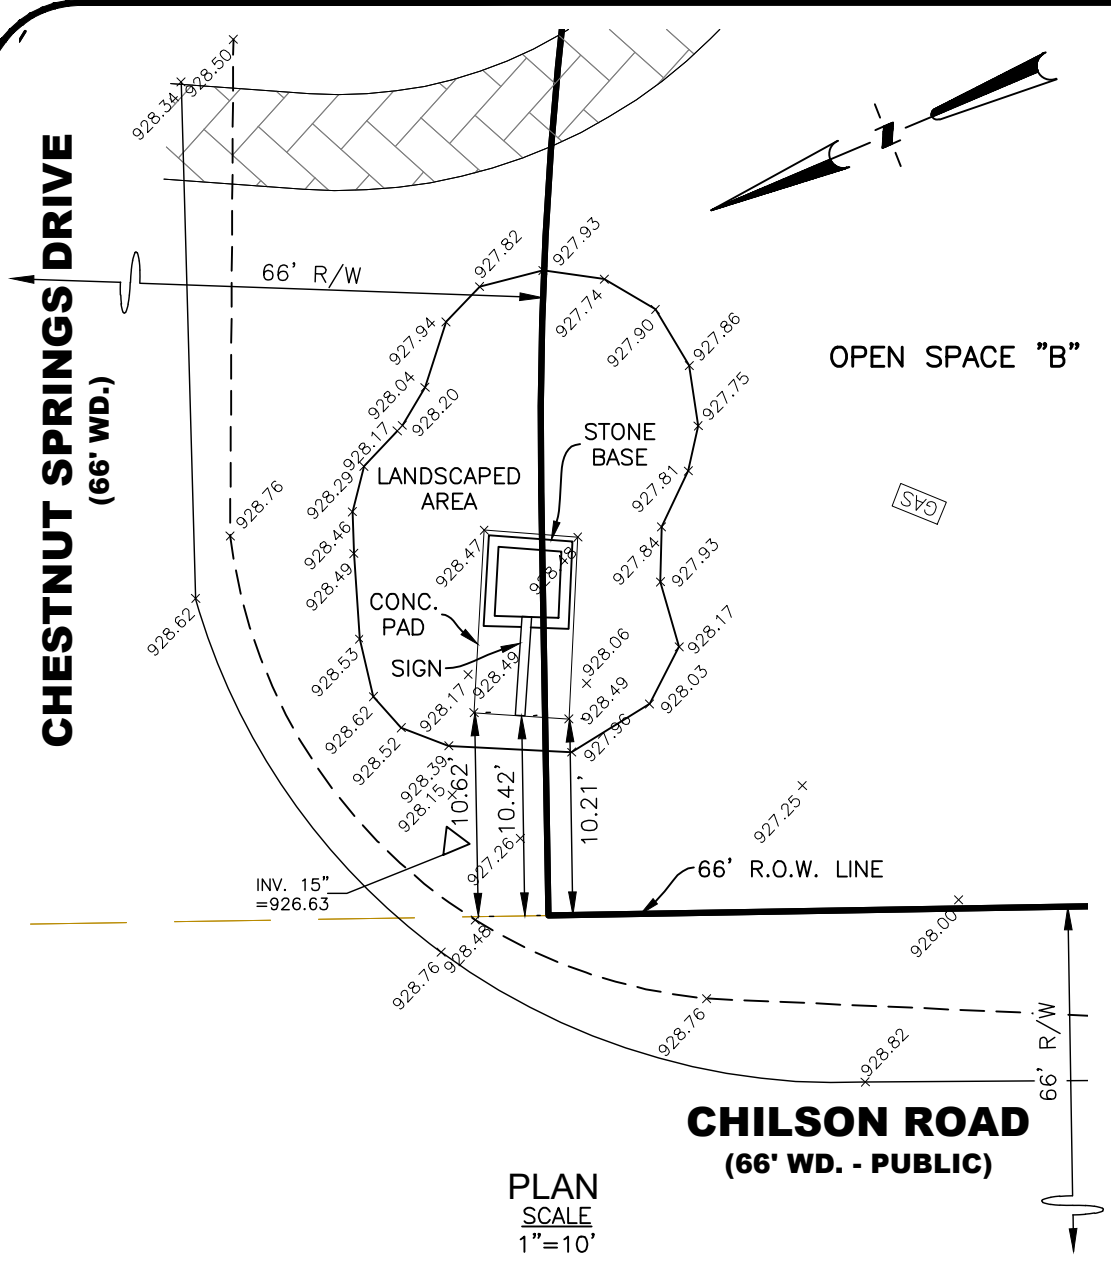 928.50
928.34
CHESTNUT SPRINGS DRIVE
(66' WD.)
66' R/W
927.82
927.93
927.74
927.90
927.94
927.86
OPEN SPACE "B"
928.04
928.20
927.75
928.17
STONE
BASE
LANDSCAPED
AREA
928.29
927.81
GAS
928.76
928.46
928.47
928.48
927.84
927.93
928.49
CONC.
PAD
928.62
928.53
SIGN
928.49
928.06
928.17
928.17
928.49
928.03
928.62
928.52
927.96
928.39
928.15
10.62'
10.42'
10.21'
927.25
927.26
66' R.O.W. LINE
INV. 15"
=926.63
928.00
928.48
928.76
928.76
928.82
66' R/W
CHILSON ROAD
(66' WD. - PUBLIC)
PLAN
SCALE
1"=10'
N